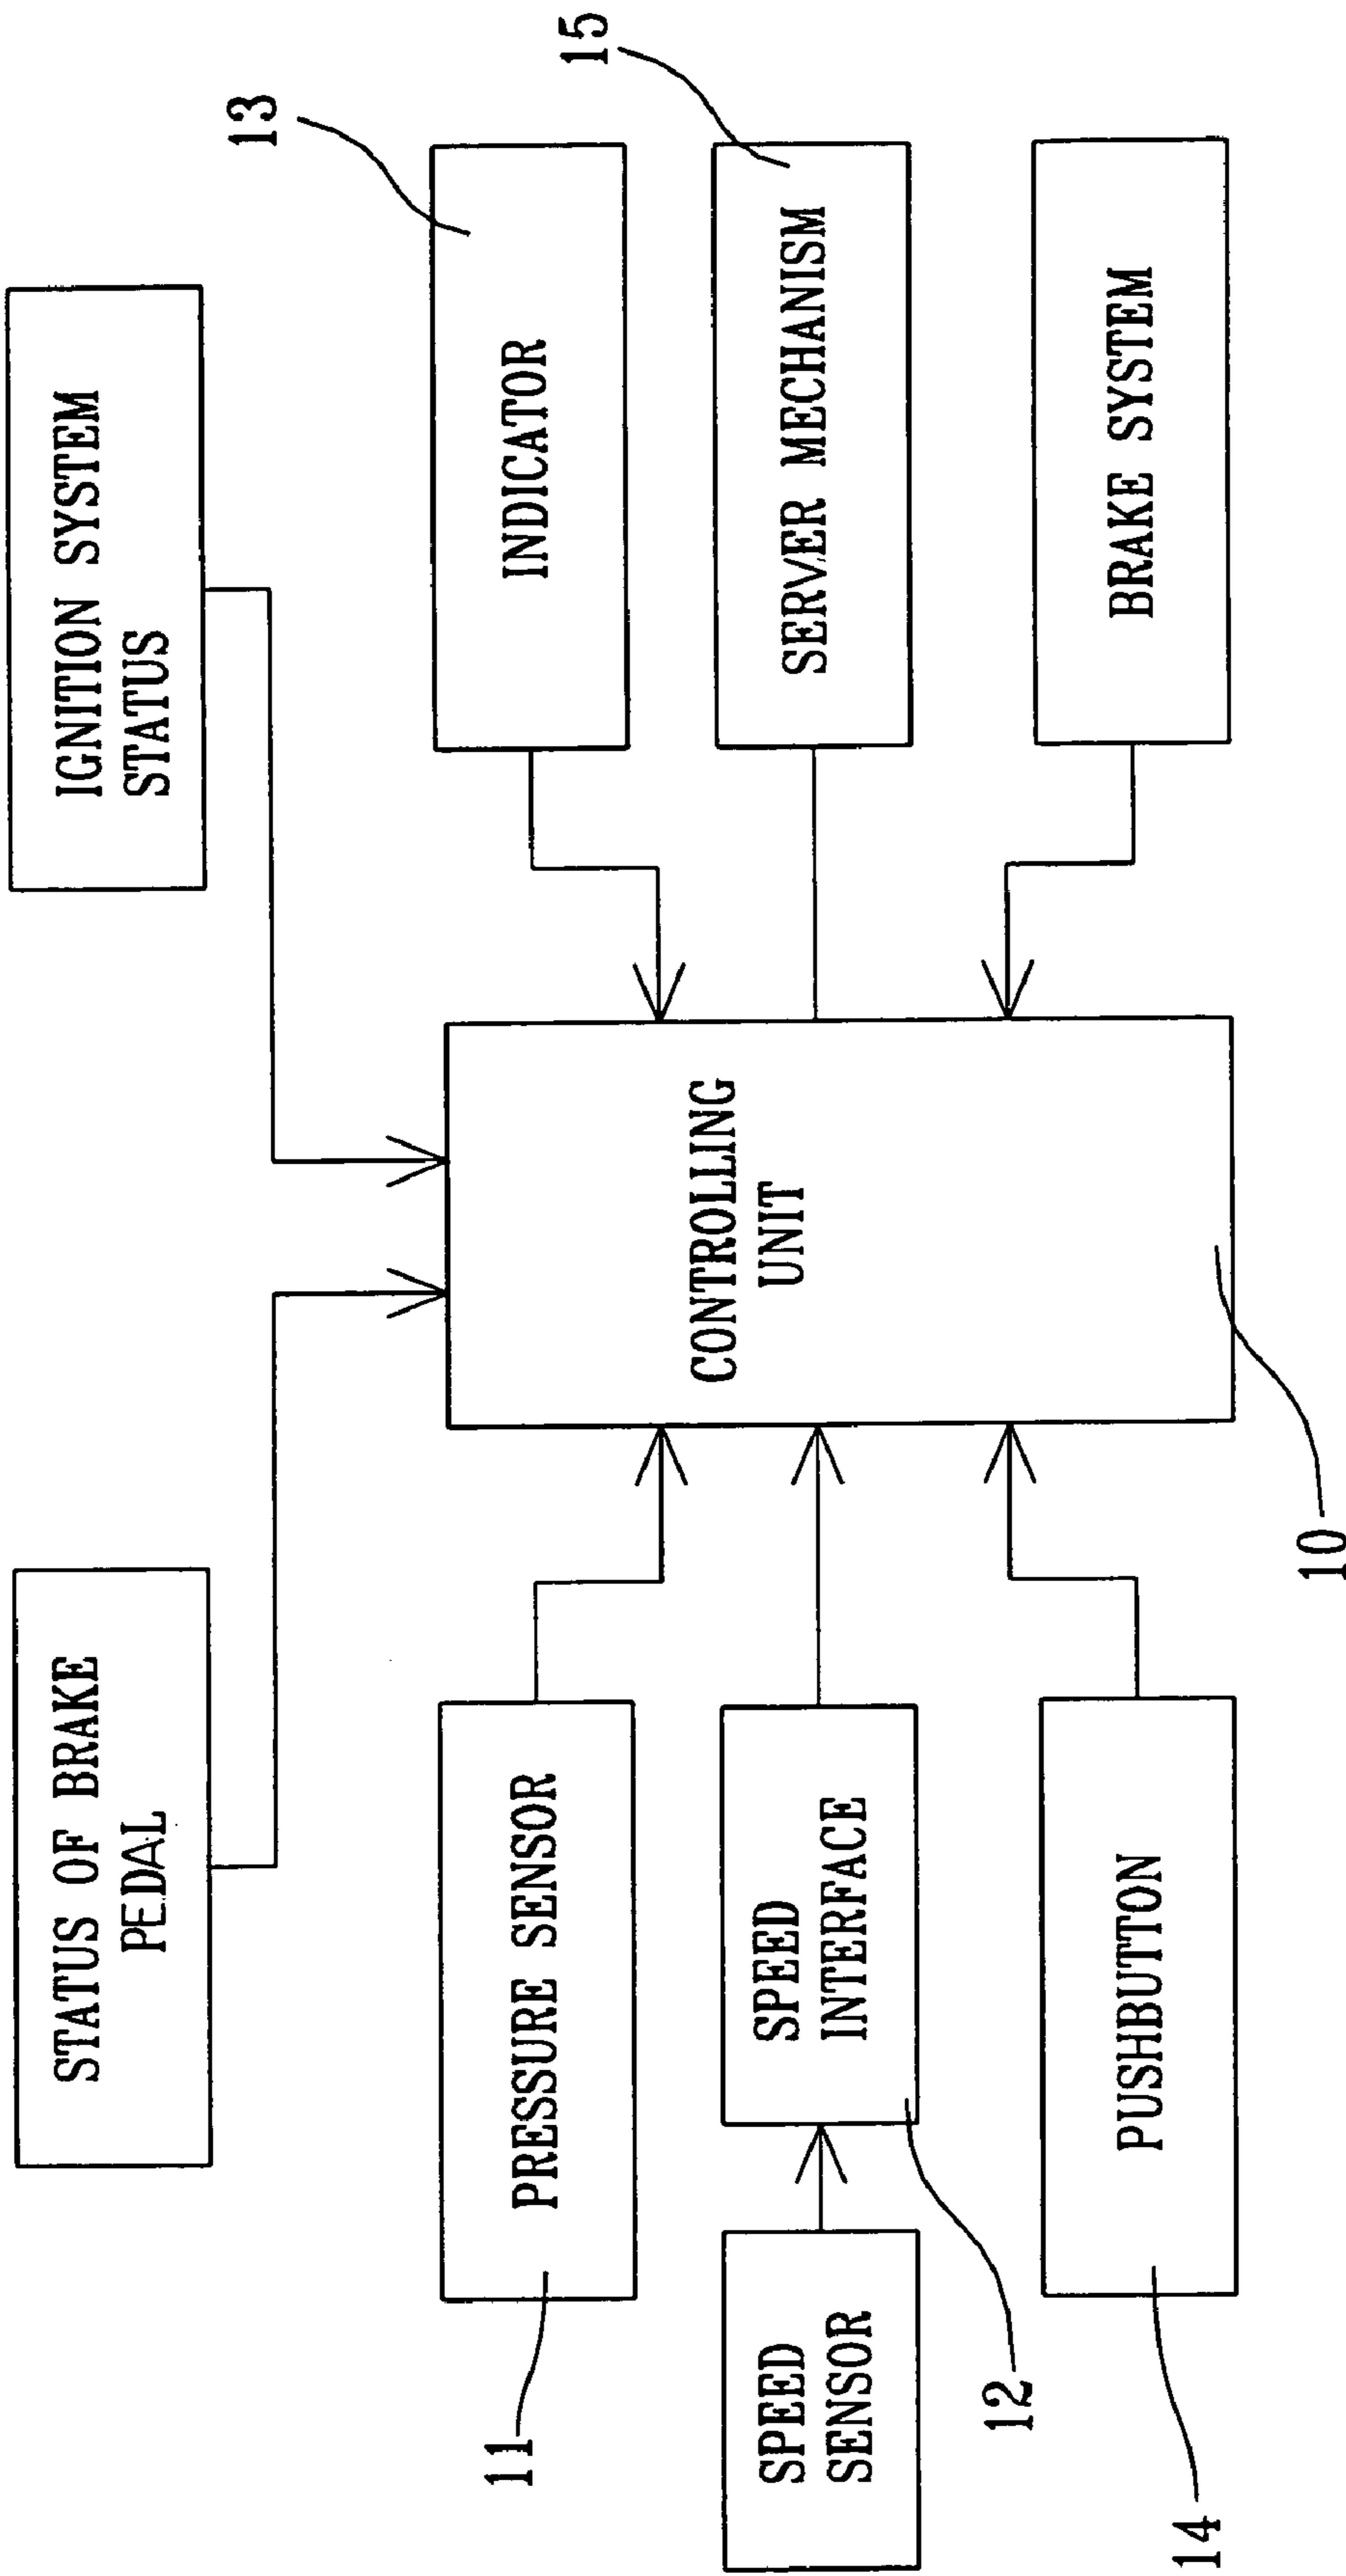 STATUS OF BRAKE
PEDAL
IGNITION SYSTEM
STATUS
13
15
PRESSURE SENSOR
11
SPEED
SENSOR
SPEED
INTERFACE
12
PUSHBUTTON
14
CONTROLLING
UNIT
10
INDICATOR
SERVER MECHANISM
BRAKE SYSTEM